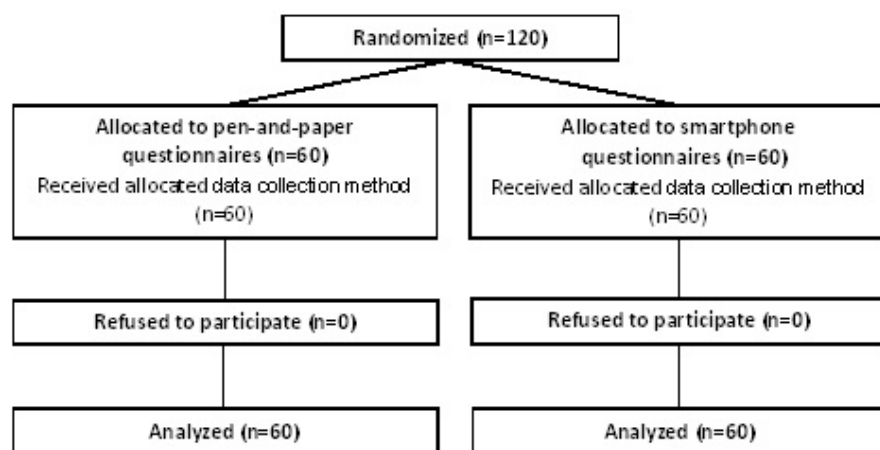 Randomized (n=120)
Allocated to pen-and-paper
questionnaires (n=60)
Received allocated data collection method
(n=60)
Allocated to smartphone
questionnaires (n=60)
Received allocated data collection method
(n=60)
Refused to participate (n=0)
Refused to participate (n=0)
Analyzed (n=60)
Analyzed (n=60)